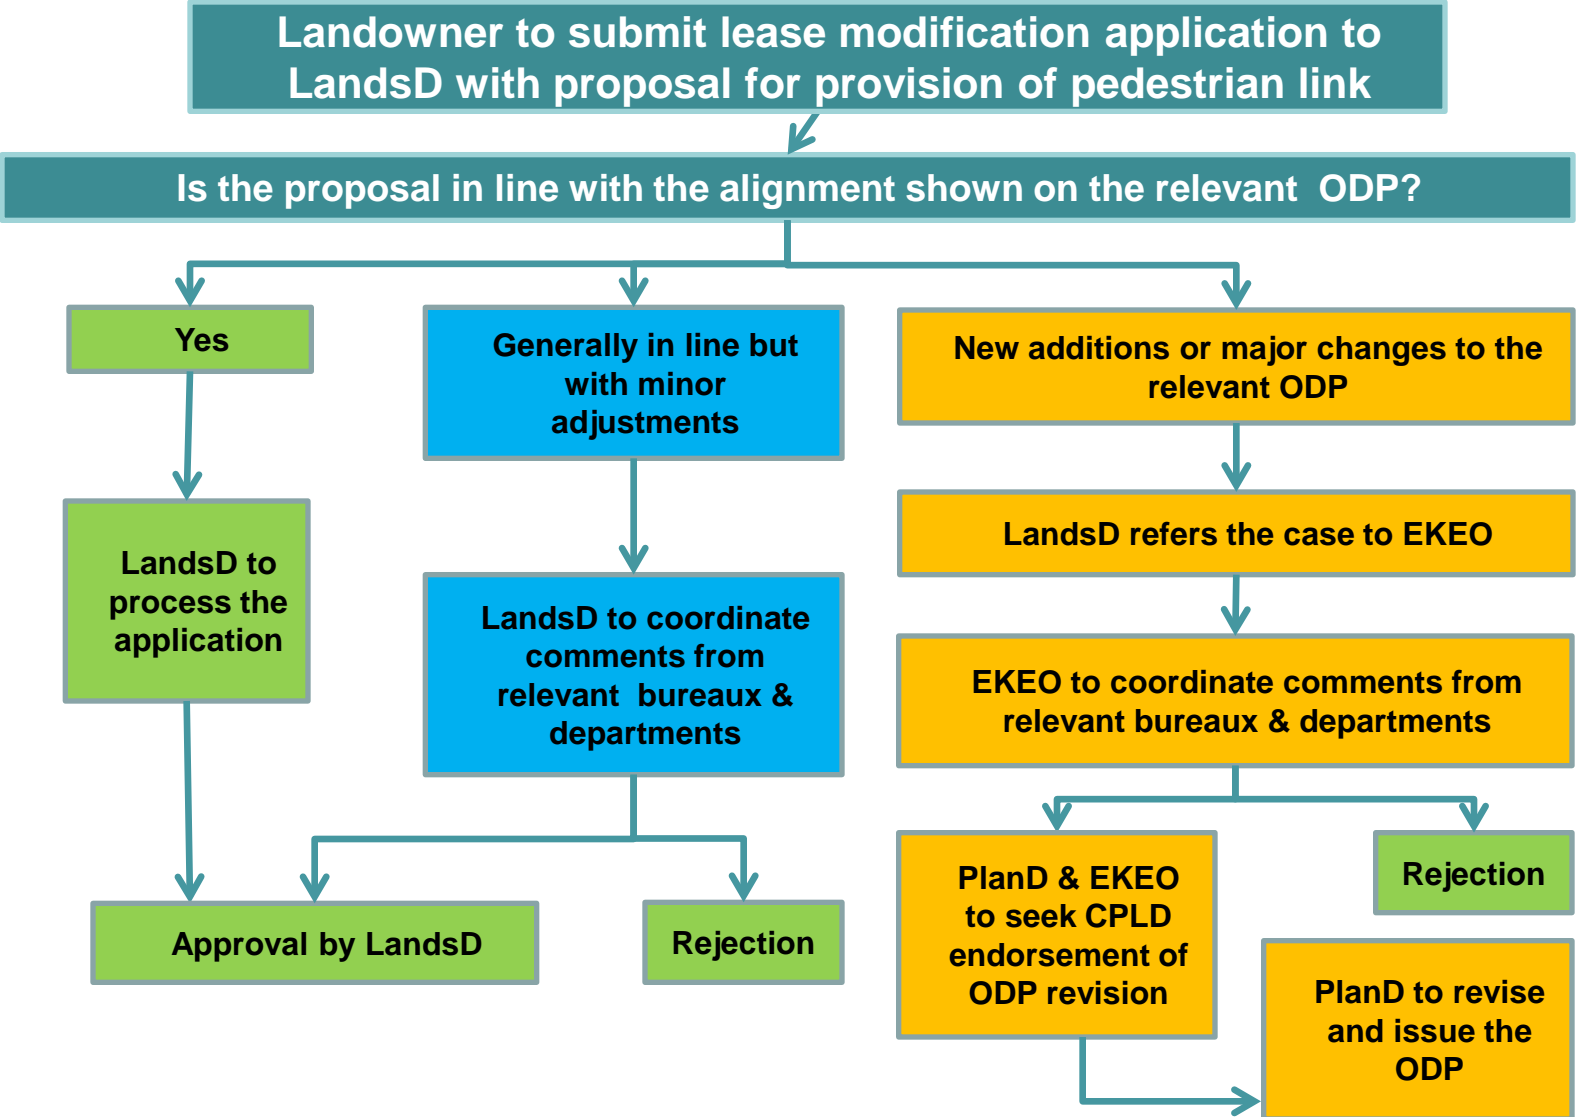 Landowner to submit lease modification application to
LandsD with proposal for provision of pedestrian link
Is the proposal in line with the alignment shown on the relevant ODP?
Yes
Generally in line but
with minor
adjustments
New additions or major changes to the
relevant ODP
LandsD to
process the
application
LandsD refers the case to EKEO
LandsD to coordinate
comments from
relevant bureaux &
departments
EKEO to coordinate comments from
relevant bureaux & departments
Approval by LandsD
Rejection
PlanD & EKEO
to seek CPLD
endorsement of
ODP revision
Rejection
PlanD to revise
and issue the
ODP